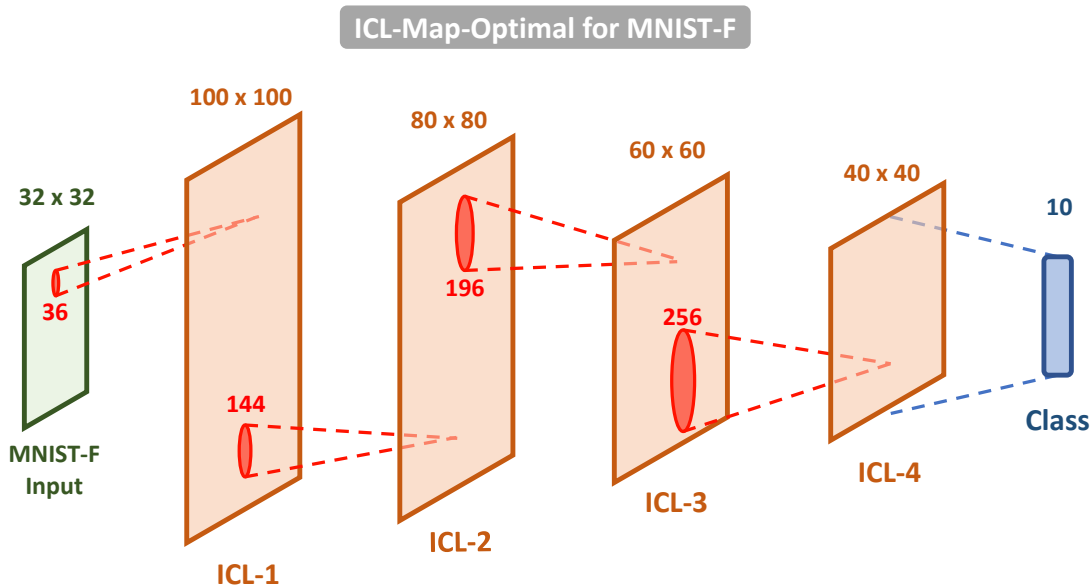 ICL-Map-Optimal for MNIST-F
32 x 32
36
MNIST-F
Input
100 x 100
144
ICL-1
80 x 80
196
ICL-2
60 x 60
256
ICL-3
40 x 40
ICL-4
10
Class